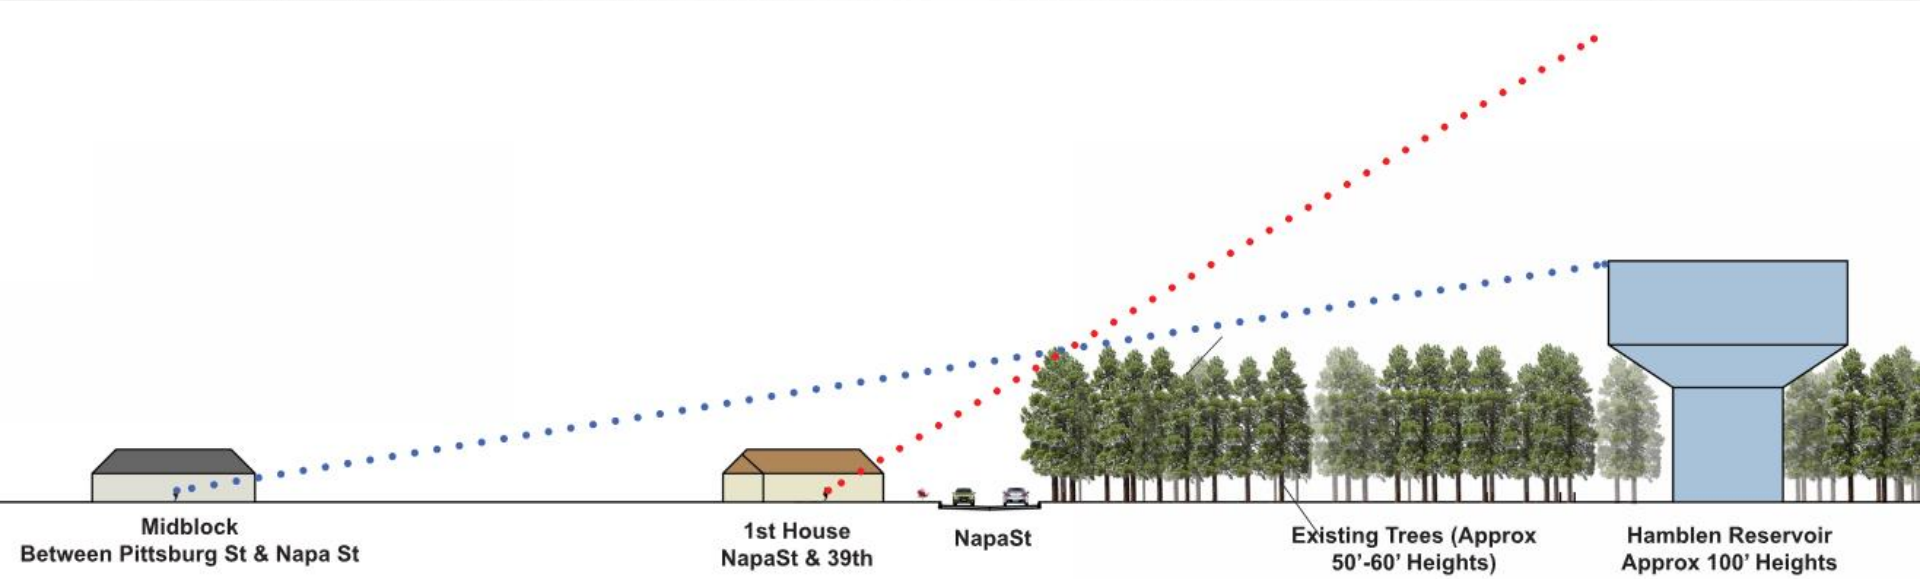 Midblock
Between Pittsburg St & Napa St
1st House
NapaSt & 39th
NapaSt
Existing Trees (Approx
50'-60' Heights)
Hamblen Reservoir
Approx 100' Heights